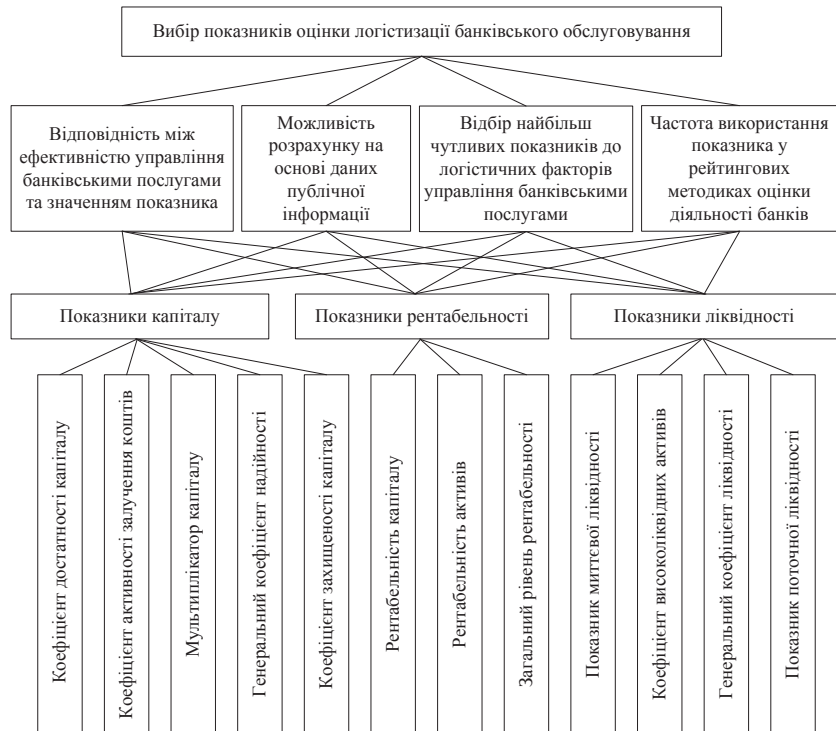 Вибір показників оцінки логістизації банківського обслуговування
Відповідність між
ефективністю управління
банківськими послугами
та значенням показника
Можливість
розрахунку на
основі даних
публічної
інформації
Відбір найбільш
чутливих показників до
логістичних факторів
управління банківськими
послугами
Частота використання
показника у
рейтингових
методиках оцінки
діяльності банків
Показники капіталу
Показники рентабельності
Показники ліквідності
Коефіцієнт достатності капіталу
Коефіцієнт активності залучення коштів
Мультиплікатор капіталу
Генеральний коефіцієнт надійності
Коефіцієнт захищеності капіталу
Рентабельність капіталу
Рентабельність активів
Загальний рівень рентабельності
Показник миттєвої ліквідності
Коефіцієнт високоліквідних активів
Генеральний коефіцієнт ліквідності
Показник поточної ліквідності